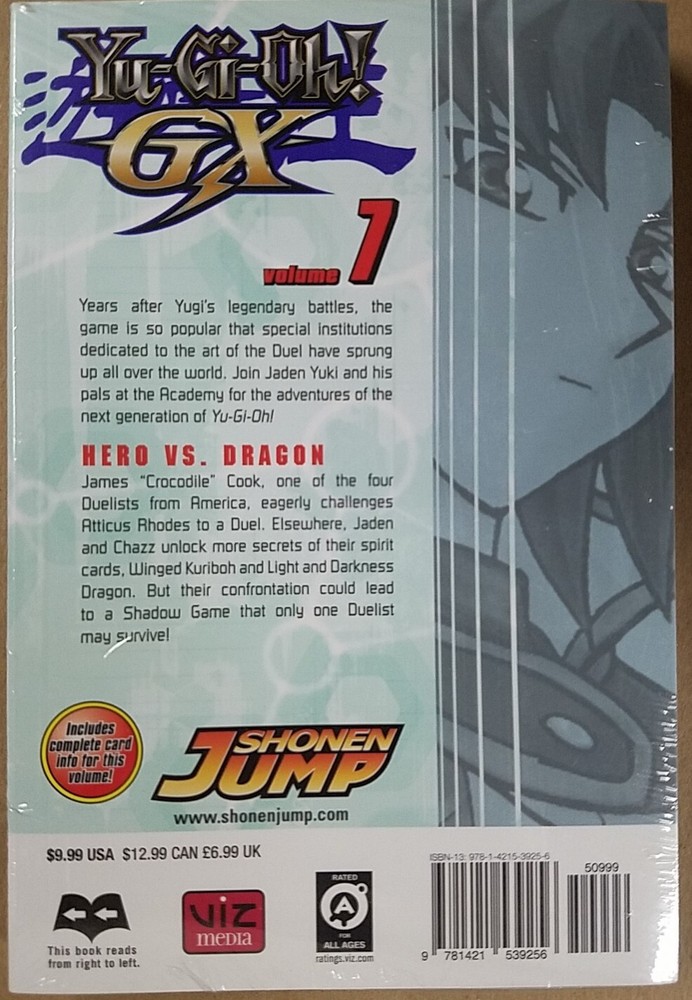 Yu-Gi-Oh!
GX
volume 7
Years after Yugi's legendary battles, the
game is so popular that special institutions
dedicated to the art of the Duel have sprung
up all over the world. Join Jaden Yuki and his
pals at the Academy for the adventures of the
next generation of Yu-Gi-Oh!
HERO VS. DRAGON
James "Crocodile" Cook, one of the four
Duelists from America, eagerly challenges
Atticus Rhodes to a Duel. Elsewhere, Jaden
and Chazz unlock more secrets of their spirit
cards, Winged Kuriboh and Light and Darkness
Dragon. But their confrontation could lead
to a Shadow Game that only one Duelist
may survive!
Includes
complete card
info for this
volume!
SHONEN
JUMP
www.shonenjump.com
$9.99 USA $12.99 CAN £6.99 UK
This book reads
from right to left.
VIZ
media
RATED
A
FOR
ALL AGES
ratings.viz.com
ISBN-13: 978-1-4215-3925-6
50999
9 781421 539256